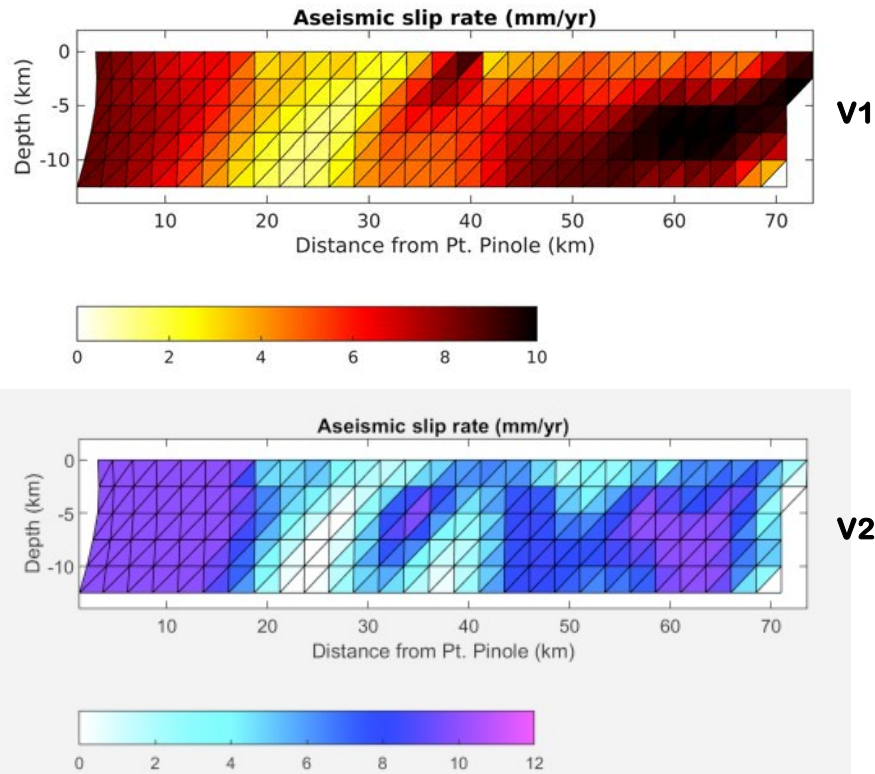 Aseismic slip rate (mm/yr)
0
-5
-10
Depth (km)
V1
10 20 30 40 50 60 70
Distance from Pt. Pinole (km)
0 2 4 6 8 10
Aseismic slip rate (mm/yr)
0
-5
-10
Depth (km)
V2
10 20 30 40 50 60 70
Distance from Pt. Pinole (km)
0 2 4 6 8 10 12